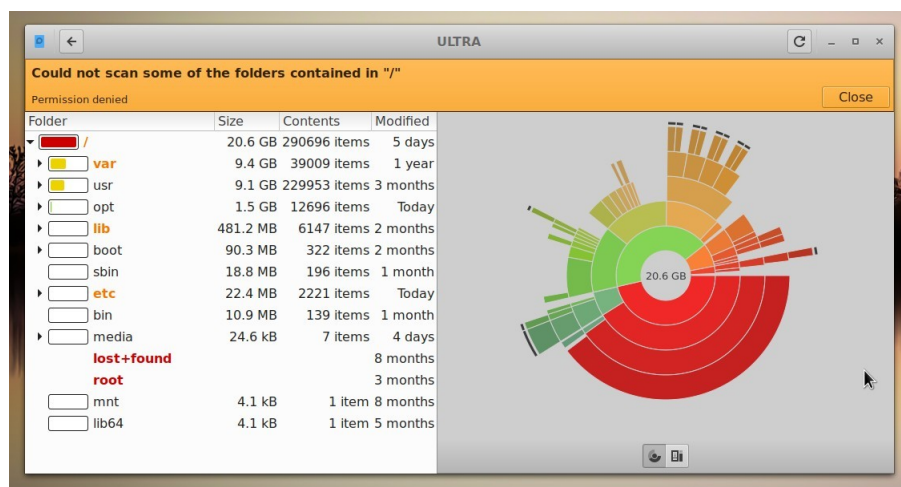 ULTRA
Could not scan some of the folders contained in "/"
Permission denied
Close
Folder Size Contents Modified
/ 20.6 GB 290696 items 5 days
var 9.4 GB 39009 items 1 year
usr 9.1 GB 229953 items 3 months
opt 1.5 GB 12696 items Today
lib 481.2 MB 6147 items 2 months
boot 90.3 MB 322 items 2 months
sbin 18.8 MB 196 items 1 month
etc 22.4 MB 2221 items Today
bin 10.9 MB 139 items 1 month
media 24.6 kB 7 items 4 days
lost+found 8 months
root 3 months
mnt 4.1 kB 1 item 8 months
lib64 4.1 kB 1 item 5 months
20.6 GB